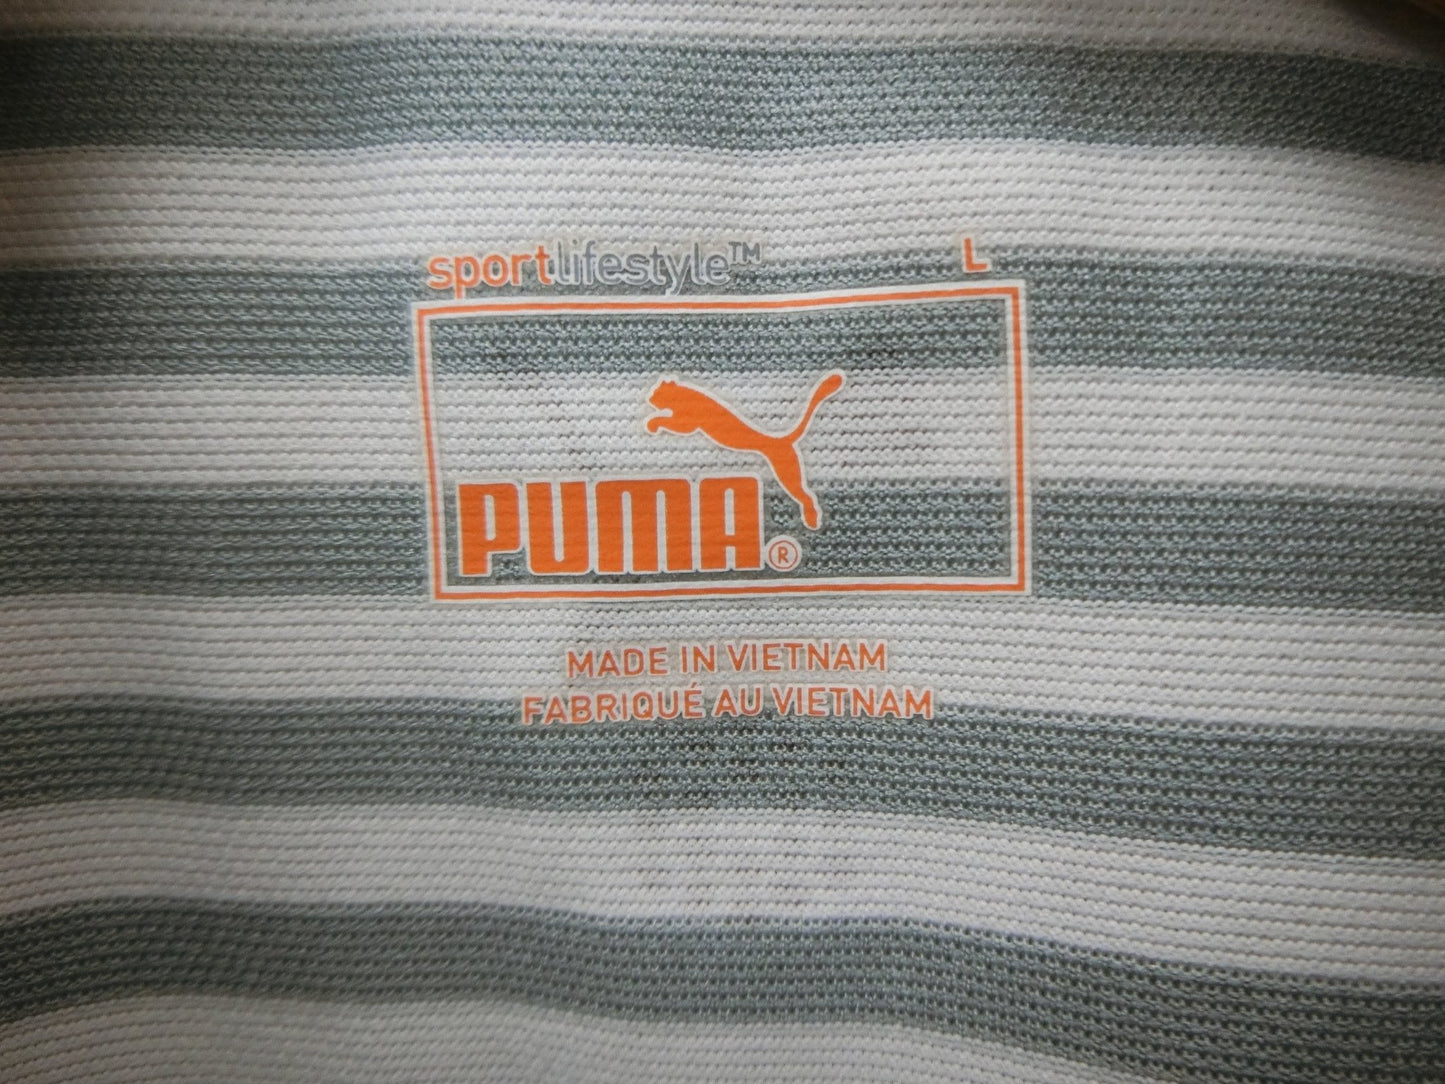 sportlifestyle™ L
PUMA®
MADE IN VIETNAM
FABRIQUÉ AU VIETNAM